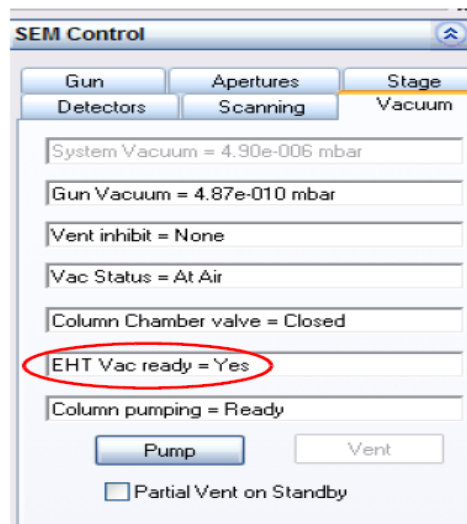 SEM Control
Gun Apertures Stage
Detectors Scanning Vacuum
System Vacuum = 4.90e-006 mbar
Gun Vacuum = 4.87e-010 mbar
Vent inhibit = None
Vac Status = At Air
Column Chamber valve = Closed
EHT Vac ready = Yes
Column pumping = Ready
Pump Vent
Partial Vent on Standby